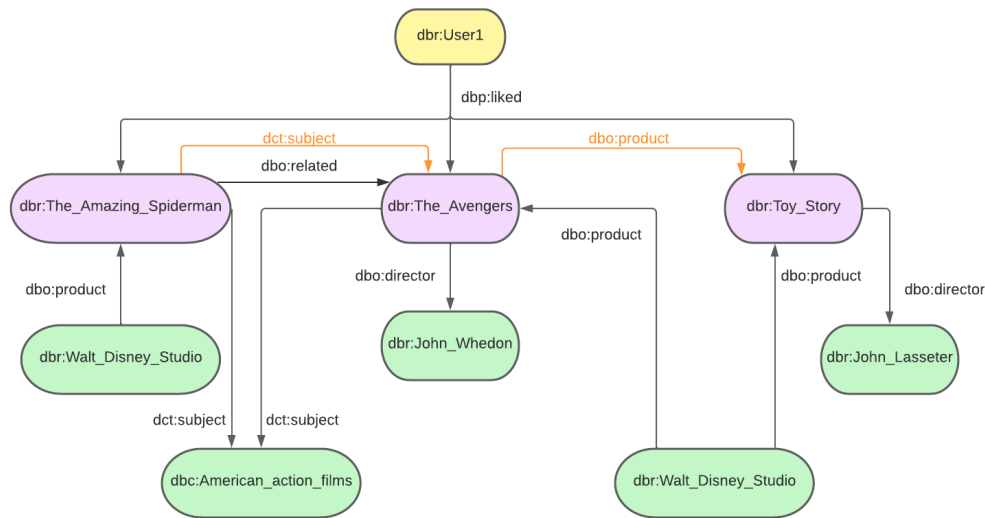 dbr:User1
dbp:liked
dct:subject
dbo:product
dbo:related
dbr:The_Amazing_Spiderman
dbr:The_Avengers
dbr:Toy_Story
dbo:product
dbo:director
dbo:product
dbo:product
dbo:director
dbr:Walt_Disney_Studio
dbr:John_Whedon
dbr:John_Lasseter
dct:subject
dct:subject
dbc:American_action_films
dbr:Walt_Disney_Studio